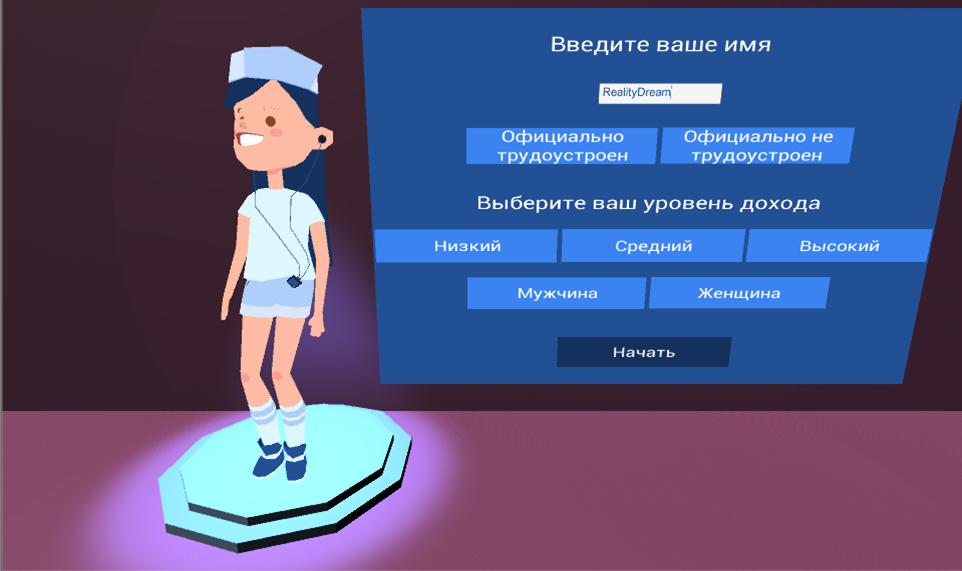 Введите ваше имя
RealityDream
Официально
трудоустроен
Официально не
трудоустроен
Выберите ваш уровень дохода
Низкий
Средний
Высокий
Мужчина
Женщина
Начать